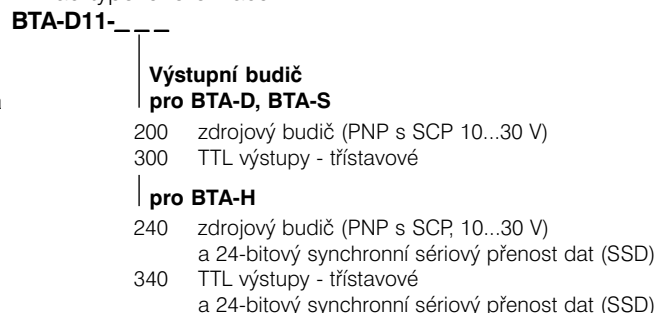 BTA-D11-_ _ _
Výstupní budič
pro BTA-D, BTA-S
200 zdrojový budič (PNP s SCP 10...30 V)
300 TTL výstupy - třístavové
pro BTA-H
240 zdrojový budič (PNP s SCP, 10...30 V)
a 24-bitový synchronní sériový přenost dat (SSD)
340 TTL výstupy - třístavové
a 24-bitový synchronní sériový přenost dat (SSD)